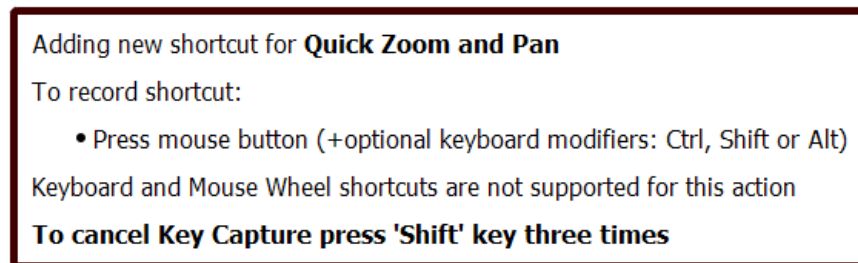 Adding new shortcut for Quick Zoom and Pan
To record shortcut:
• Press mouse button (+optional keyboard modifiers: Ctrl, Shift or Alt)
Keyboard and Mouse Wheel shortcuts are not supported for this action
To cancel Key Capture press 'Shift' key three times